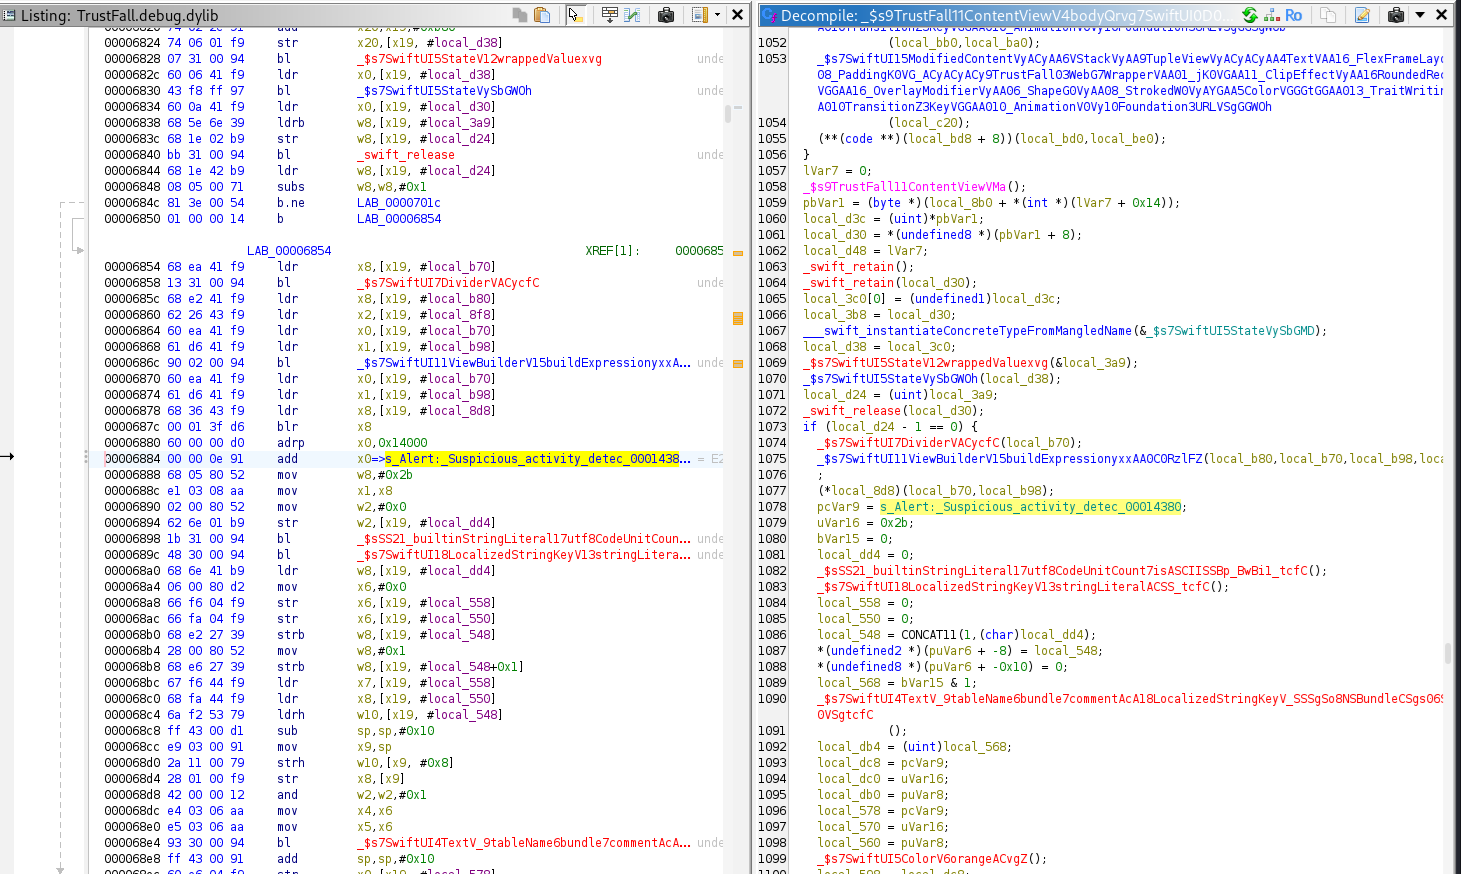 Listing: TrustFall.debug.dylib
00006824 74 06 01 f9 str x20,[x19, #local_d38]
00006828 07 31 00 94 bl _$s7SwiftUI5StateV12wrappedValuexvg unde
0000682c 60 06 41 f9 ldr x0,[x19, #local_d38]
00006830 43 f8 ff 97 bl _$s7SwiftUI5StateVySbGWOh unde
00006834 60 0a 41 f9 ldr x0,[x19, #local_d30]
00006838 68 5e 6e 39 ldrb w8,[x19, #local_3a9]
0000683c 68 1e 02 b9 str w8,[x19, #local_d24]
00006840 bb 31 00 94 bl _swift_release unde
00006844 68 1e 42 b9 ldr w8,[x19, #local_d24]
00006848 08 05 00 71 subs w8,w8,#0x1
0000684c 81 3e 00 54 b.ne LAB_0000701c
00006850 01 00 00 14 b LAB_00006854
LAB_00006854 XREF[1]: 0000685
00006854 68 ea 41 f9 ldr x8,[x19, #local_b70]
00006858 13 31 00 94 bl _$s7SwiftUI7DividerVACycfC unde
0000685c 68 e2 41 f9 ldr x8,[x19, #local_b80]
00006860 62 26 43 f9 ldr x2,[x19, #local_8f8]
00006864 60 ea 41 f9 ldr x0,[x19, #local_b70]
00006868 61 d6 41 f9 ldr x1,[x19, #local_b98]
0000686c 90 02 00 94 bl _$s7SwiftUI11ViewBuilderV15buildExpressionyxxA... unde
00006870 60 ea 41 f9 ldr x0,[x19, #local_b70]
00006874 61 d6 41 f9 ldr x1,[x19, #local_b98]
00006878 68 36 43 f9 ldr x8,[x19, #local_8d8]
0000687c 00 01 3f d6 blr x8
00006880 60 00 00 d0 adrp x0,0x14000
00006884 00 00 0e 91 add x0=>s_Alert:_Suspicious_activity_detec_0001438... = E2
00006888 68 05 80 52 mov w8,#0x2b
0000688c e1 03 08 aa mov x1,x8
00006890 02 00 80 52 mov w2,#0x0
00006894 62 6e 01 b9 str w2,[x19, #local_dd4]
00006898 1b 31 00 94 bl _$sSS21_builtinStringLiteral17utf8CodeUnitCoun... unde
0000689c 48 30 00 94 bl _$s7SwiftUI18LocalizedStringKeyV13stringLitera... unde
000068a0 68 6e 41 b9 ldr w8,[x19, #local_dd4]
000068a4 06 00 80 d2 mov x6,#0x0
000068a8 66 f6 04 f9 str x6,[x19, #local_558]
000068ac 66 fa 04 f9 str x6,[x19, #local_550]
000068b0 68 e2 27 39 strb w8,[x19, #local_548]
000068b4 28 00 80 52 mov w8,#0x1
000068b8 68 e6 27 39 strb w8,[x19, #local_548+0x1]
000068bc 67 f6 44 f9 ldr x7,[x19, #local_558]
000068c0 68 fa 44 f9 ldr x8,[x19, #local_550]
000068c4 6a f2 53 79 ldrh w10,[x19, #local_548]
000068c8 ff 43 00 d1 sub sp,sp,#0x10
000068cc e9 03 00 91 mov x9,sp
000068d0 2a 11 00 79 strh w10,[x9, #0x8]
000068d4 28 01 00 f9 str x8,[x9]
000068d8 42 00 00 12 and w2,w2,#0x1
000068dc e4 03 06 aa mov x4,x6
000068e0 e5 03 06 aa mov x5,x6
000068e4 93 30 00 94 bl _$s7SwiftUI4TextV_9tableName6bundle7commentAcA... unde
000068e8 ff 43 00 91 add sp,sp,#0x10
Decompile: _$s9TrustFall11ContentViewV4bodyQrvg7SwiftUI0D0...
Ro
1052 (local_bb0,local_ba0);
1053 _$s7SwiftUI15ModifiedContentVyACyAA6VStackVyAA9TupleViewVyACyACyAA4TextVAA16_FlexFrameLayo
08_PaddingK0VG_ACyACyACy9TrustFall03WebG7WrapperVAA01_jK0VGAA11_ClipEffectVyAA16RoundedRec
VGGAA16_OverlayModifierVyAA06_ShapeG0VyAA08_StrokedW0VyAYGAA5ColorVGGGtGGAA013_TraitWritin
A010TransitionZ3KeyVGGAA010_AnimationV0Vy10Foundation3URLVSgGGWOh
1054 (local_c20);
1055 (**(code **)(local_bd8 + 8))(local_bd0,local_be0);
1056 }
1057 lVar7 = 0;
1058 _$s9TrustFall11ContentViewVMa();
1059 pbVar1 = (byte *)(local_8b0 + *(int *)(lVar7 + 0x14));
1060 local_d3c = (uint)*pbVar1;
1061 local_d30 = *(undefined8 *)(pbVar1 + 8);
1062 local_d48 = lVar7;
1063 _swift_retain();
1064 _swift_retain(local_d30);
1065 local_3c0[0] = (undefined1)local_d3c;
1066 local_3b8 = local_d30;
1067 ___swift_instantiateConcreteTypeFromMangledName(&_$s7SwiftUI5StateVySbGMD);
1068 local_d38 = local_3c0;
1069 _$s7SwiftUI5StateV12wrappedValuexvg(&local_3a9);
1070 _$s7SwiftUI5StateVySbGWOh(local_d38);
1071 local_d24 = (uint)local_3a9;
1072 _swift_release(local_d30);
1073 if (local_d24 - 1 == 0) {
1074 _$s7SwiftUI7DividerVACycfC(local_b70);
1075 _$s7SwiftUI11ViewBuilderV15buildExpressionyxxAA0C0RzlFZ(local_b80,local_b70,local_b98,loca
1076 ;
1077 (*local_8d8)(local_b70,local_b98);
1078 pcVar9 = s_Alert:_Suspicious_activity_detec_00014380;
1079 uVar16 = 0x2b;
1080 bVar15 = 0;
1081 local_dd4 = 0;
1082 _$sSS21_builtinStringLiteral17utf8CodeUnitCount7isASCIISSBp_BwBi1_tcfC();
1083 _$s7SwiftUI18LocalizedStringKeyV13stringLiteralACSS_tcfC();
1084 local_558 = 0;
1085 local_550 = 0;
1086 local_548 = CONCAT11(1,(char)local_dd4);
1087 *(undefined2 *)(puVar6 + -8) = local_548;
1088 *(undefined8 *)(puVar6 + -0x10) = 0;
1089 local_568 = bVar15 & 1;
1090 _$s7SwiftUI4TextV_9tableName6bundle7commentAcA18LocalizedStringKeyV_SSSgSo8NSBundleCSgs06S
0VSgtcfC
1091 ();
1092 local_db4 = (uint)local_568;
1093 local_dc8 = pcVar9;
1094 local_dc0 = uVar16;
1095 local_db0 = puVar8;
1096 local_578 = pcVar9;
1097 local_570 = uVar16;
1098 local_560 = puVar8;
1099 _$s7SwiftUI5ColorV6orangeACvgZ();